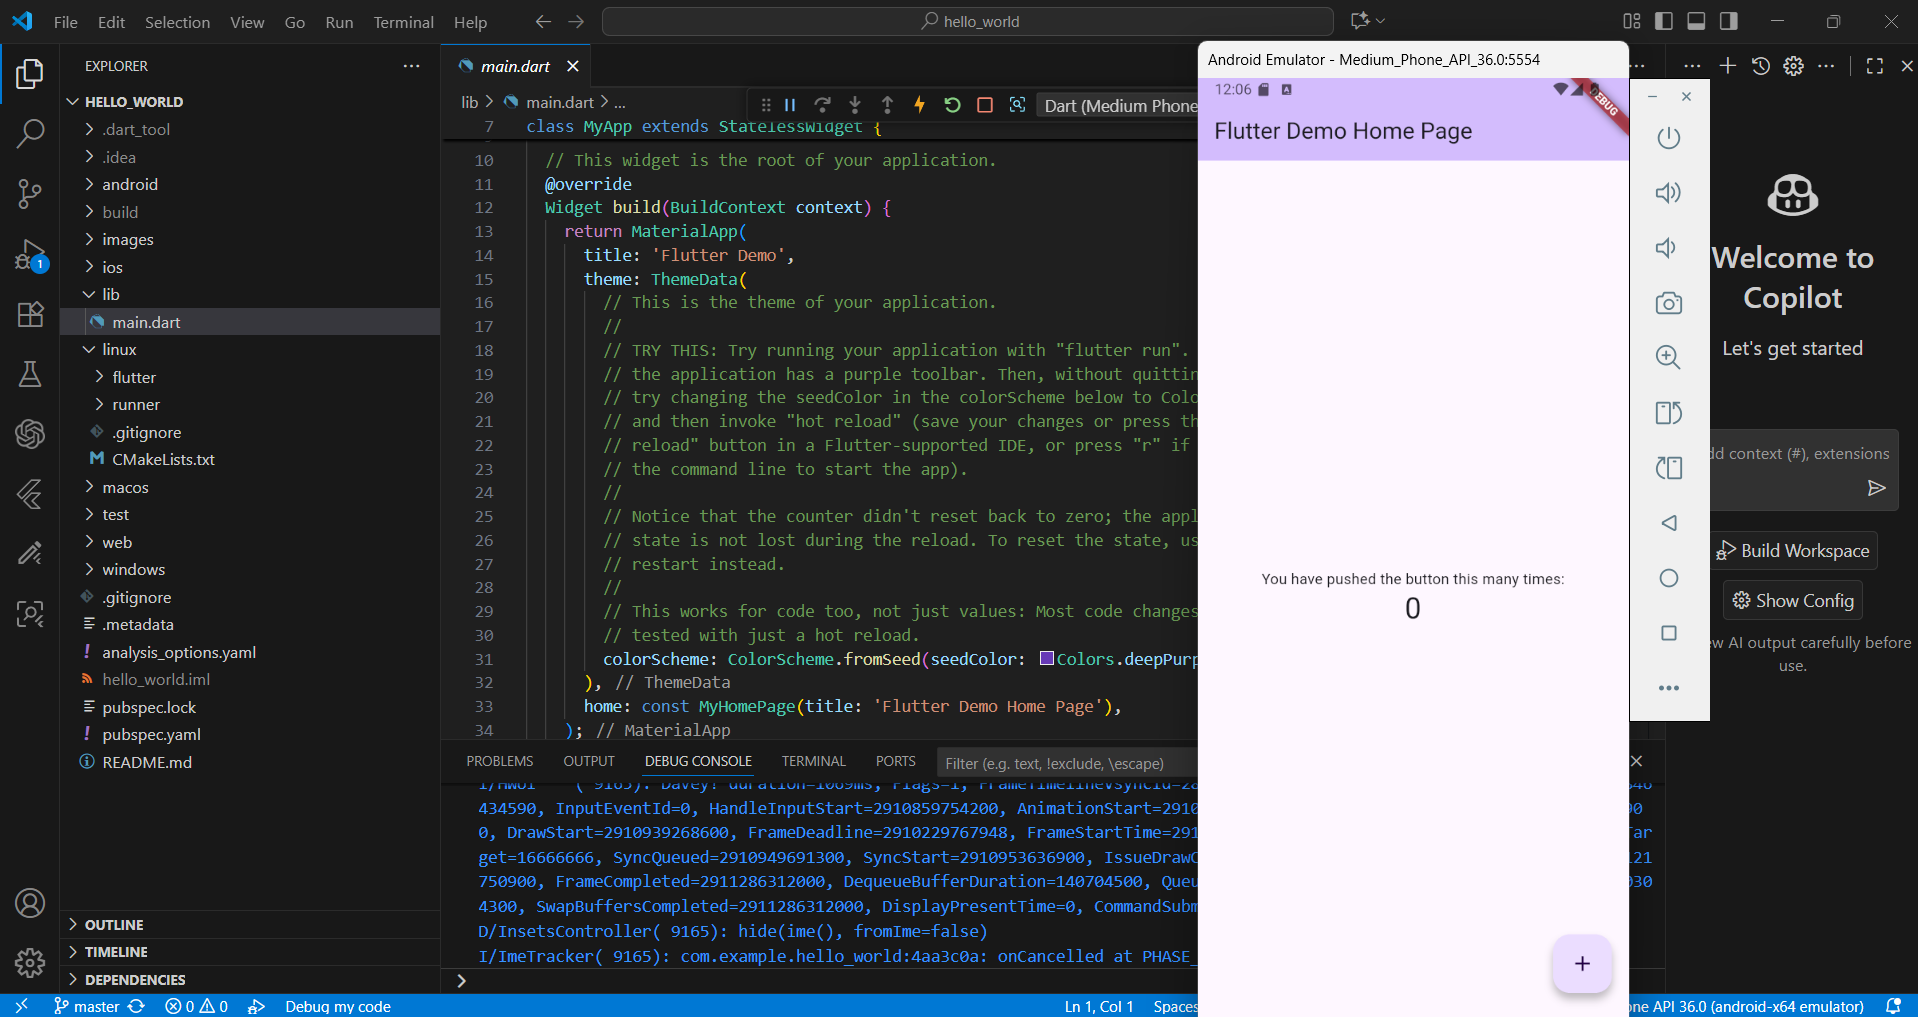 File Edit Selection View Go Run Terminal Help
hello_world
EXPLORER
HELLO_WORLD
.dart_tool
.idea
android
build
images
ios
lib
main.dart
linux
flutter
runner
.gitignore
CMakeLists.txt
macos
test
web
windows
.gitignore
.metadata
analysis_options.yaml
hello_world.iml
pubspec.lock
pubspec.yaml
README.md
OUTLINE
TIMELINE
DEPENDENCIES
main.dart
lib > main.dart > ...
Dart (Medium Phone
7 class MyApp extends StatelessWidget {
10 // This widget is the root of your application.
11 @override
12 Widget build(BuildContext context) {
13 return MaterialApp(
14 title: 'Flutter Demo',
15 theme: ThemeData(
16 // This is the theme of your application.
17 //
18 // TRY THIS: Try running your application with "flutter run".
19 // the application has a purple toolbar. Then, without quittin
20 // try changing the seedColor in the colorScheme below to Colo
21 // and then invoke "hot reload" (save your changes or press th
22 // reload" button in a Flutter-supported IDE, or press "r" if
23 // the command line to start the app).
24 //
25 // Notice that the counter didn't reset back to zero; the appl
26 // state is not lost during the reload. To reset the state, us
27 // restart instead.
28 //
29 // This works for code too, not just values: Most code changes
30 // tested with just a hot reload.
31 colorScheme: ColorScheme.fromSeed(seedColor: Colors.deepPurp
32 ), // ThemeData
33 home: const MyHomePage(title: 'Flutter Demo Home Page'),
34 ); // MaterialApp
PROBLEMS OUTPUT DEBUG CONSOLE TERMINAL PORTS
Filter (e.g. text, !exclude, \escape)
434590, InputEventId=0, HandleInputStart=2910859754200, AnimationStart=2910
0, DrawStart=2910939268600, FrameDeadline=2910229767948, FrameStartTime=291
get=16666666, SyncQueued=2910949691300, SyncStart=2910953636900, IssueDrawC
750900, FrameCompleted=2911286312000, DequeueBufferDuration=140704500, Queu
4300, SwapBuffersCompleted=2911286312000, DisplayPresentTime=0, CommandSubm
D/InsetsController( 9165): hide(ime(), fromIme=false)
I/ImeTracker( 9165): com.example.hello_world:4aa3c0a: onCancelled at PHASE_
Android Emulator - Medium_Phone_API_36.0:5554
12:06
DEBUG
Flutter Demo Home Page
You have pushed the button this many times:
0
+
Welcome to
Copilot
Let's get started
dd context (#), extensions
Build Workspace
Show Config
ew AI output carefully before
use.
1
master
0 0
Debug my code
Ln 1, Col 1
Spaces
one API 36.0 (android-x64 emulator)